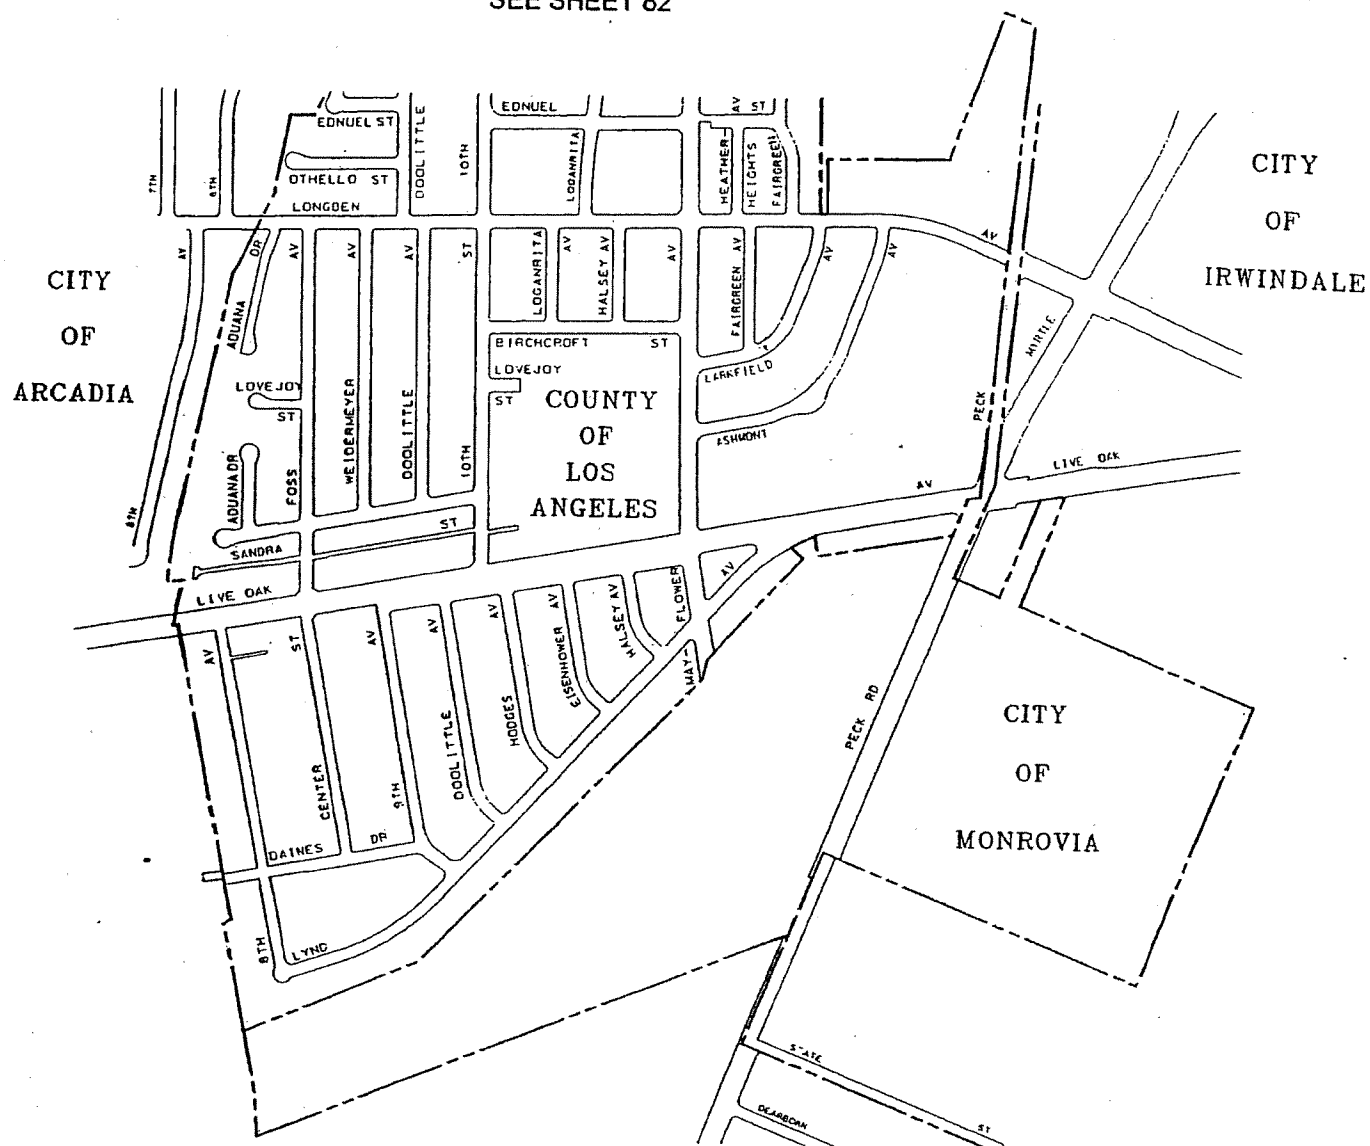 SEE SHEET 82
EDNUEL ST
DOOLITTLE
EDNUEL
AV
ST
7TH
8TH
OTHELLO ST
10TH
LOGANRITA
HEATHER-
HEIGHTS
FAIRGREEN
LONGDEN
AV
CITY
OF
IRWINDALE
CITY
OF
ARCADIA
AV
DR
AV
AV
AV
ST
LOGANRITA
AV
HALSEY AV
AV
FAIRGREEN AV
AV
AV
ADUANA
BIRCHCROFT ST
LARKFIELD
MYRTLE
LOVEJOY
ST
LOVEJOY
ST
COUNTY
OF
LOS
ANGELES
WEIDERMEYER
DOOLITTLE
10TH
ASHMONT
PECK
LIVE OAK
AV
ADUANA DR
FOSS
8TH
SANDRA
ST
LIVE OAK
AV
AV
ST
AV
AV
AV
AV
EISENHOWER
HALSEY AV
FLOWER
MAY-
CENTER
9TH
DOOLITTLE
HODGES
PECK RD
CITY
OF
MONROVIA
DAINES
DR
8TH
LYND
STATE
ST
DEARBORN